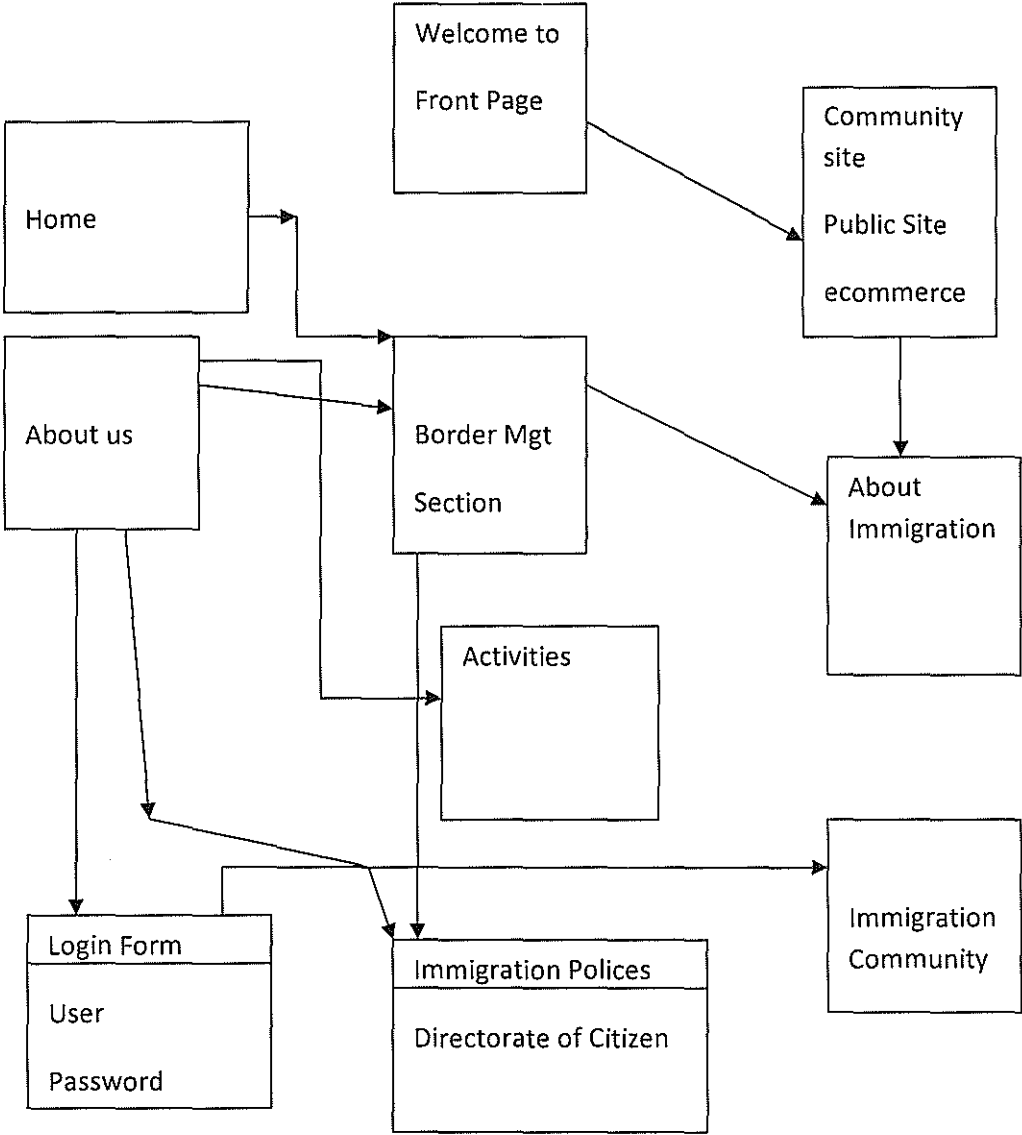 Welcome to
Front Page
Community
site
Public Site
ecommerce
Home
About us
Border Mgt
Section
About
Immigration
Activities
Immigration
Community
Login Form
User
Password
Immigration Polices
Directorate of Citizen